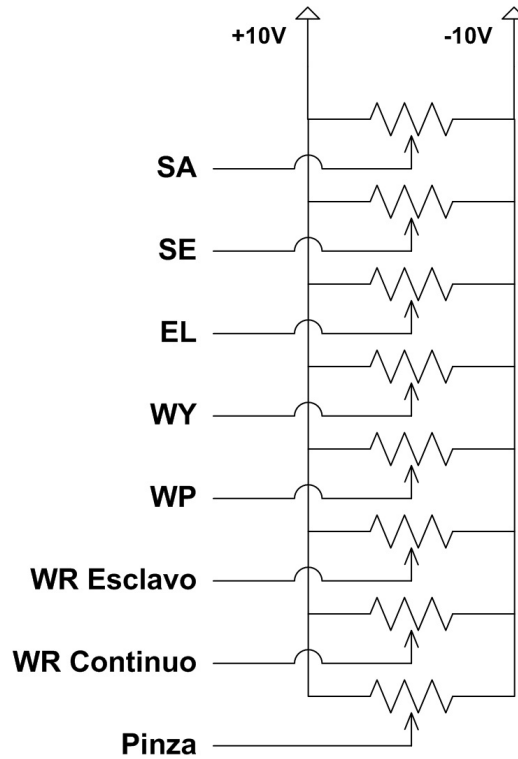 +10V -10V
SA
SE
EL
WY
WP
WR Esclavo
WR Continuo
Pinza